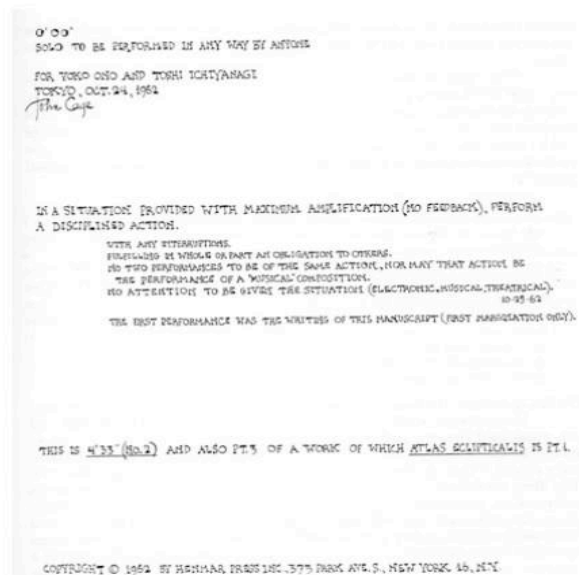 0'00"
SOLO TO BE PERFORMED IN ANY WAY BY ANYONE
FOR YOKO ONO AND TOSHI ICHIYANAGI
TOKYO, OCT. 24, 1962
John Cage
IN A SITUATION PROVIDED WITH MAXIMUM AMPLIFICATION (NO FEEDBACK), PERFORM
A DISCIPLINED ACTION.
WITH ANY INTERRUPTIONS.
FULFILLING IN WHOLE OR PART AN OBLIGATION TO OTHERS.
NO TWO PERFORMANCES TO BE OF THE SAME ACTION, NOR MAY THAT ACTION BE
THE PERFORMANCE OF A 'MUSICAL' COMPOSITION.
NO ATTENTION TO BE GIVEN THE SITUATION (ELECTRONIC, MUSICAL, THEATRICAL).
10-25-62
THE FIRST PERFORMANCE WAS THE WRITING OF THIS MANUSCRIPT (FIRST MARGINATION ONLY).
THIS IS 4'33" (NO.2) AND ALSO PT.3 OF A WORK OF WHICH ATLAS ECLIPTICALIS IS PT.1.
COPYRIGHT © 1962 BY HENMAR PRESS INC., 373 PARK AVE. S., NEW YORK 16, N.Y.